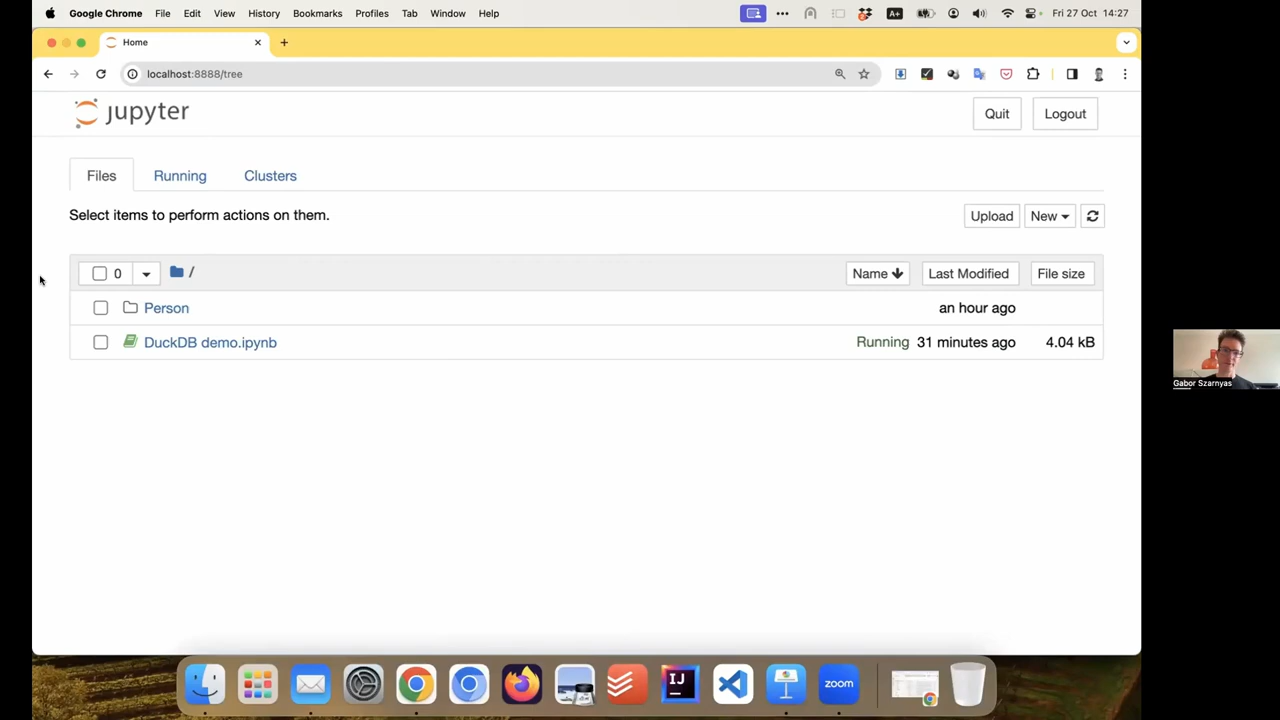 Google Chrome File Edit View History Bookmarks Profiles Tab Window Help A+ Fri 27 Oct 14:27
Home
localhost:8888/tree
jupyter Quit Logout
Files Running Clusters
Select items to perform actions on them. Upload New
0 / Name Last Modified File size
Person an hour ago
DuckDB demo.ipynb Running 31 minutes ago 4.04 kB
Gabor Szarnyas
IJ zoom